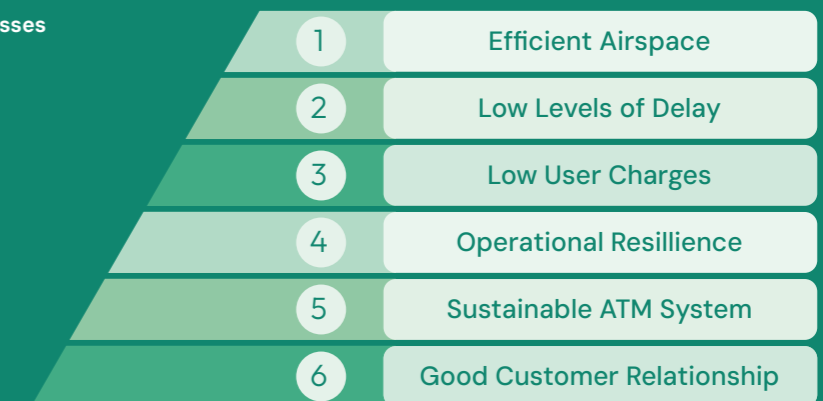 sses
1 Efficient Airspace
2 Low Levels of Delay
3 Low User Charges
4 Operational Resillience
5 Sustainable ATM System
6 Good Customer Relationship